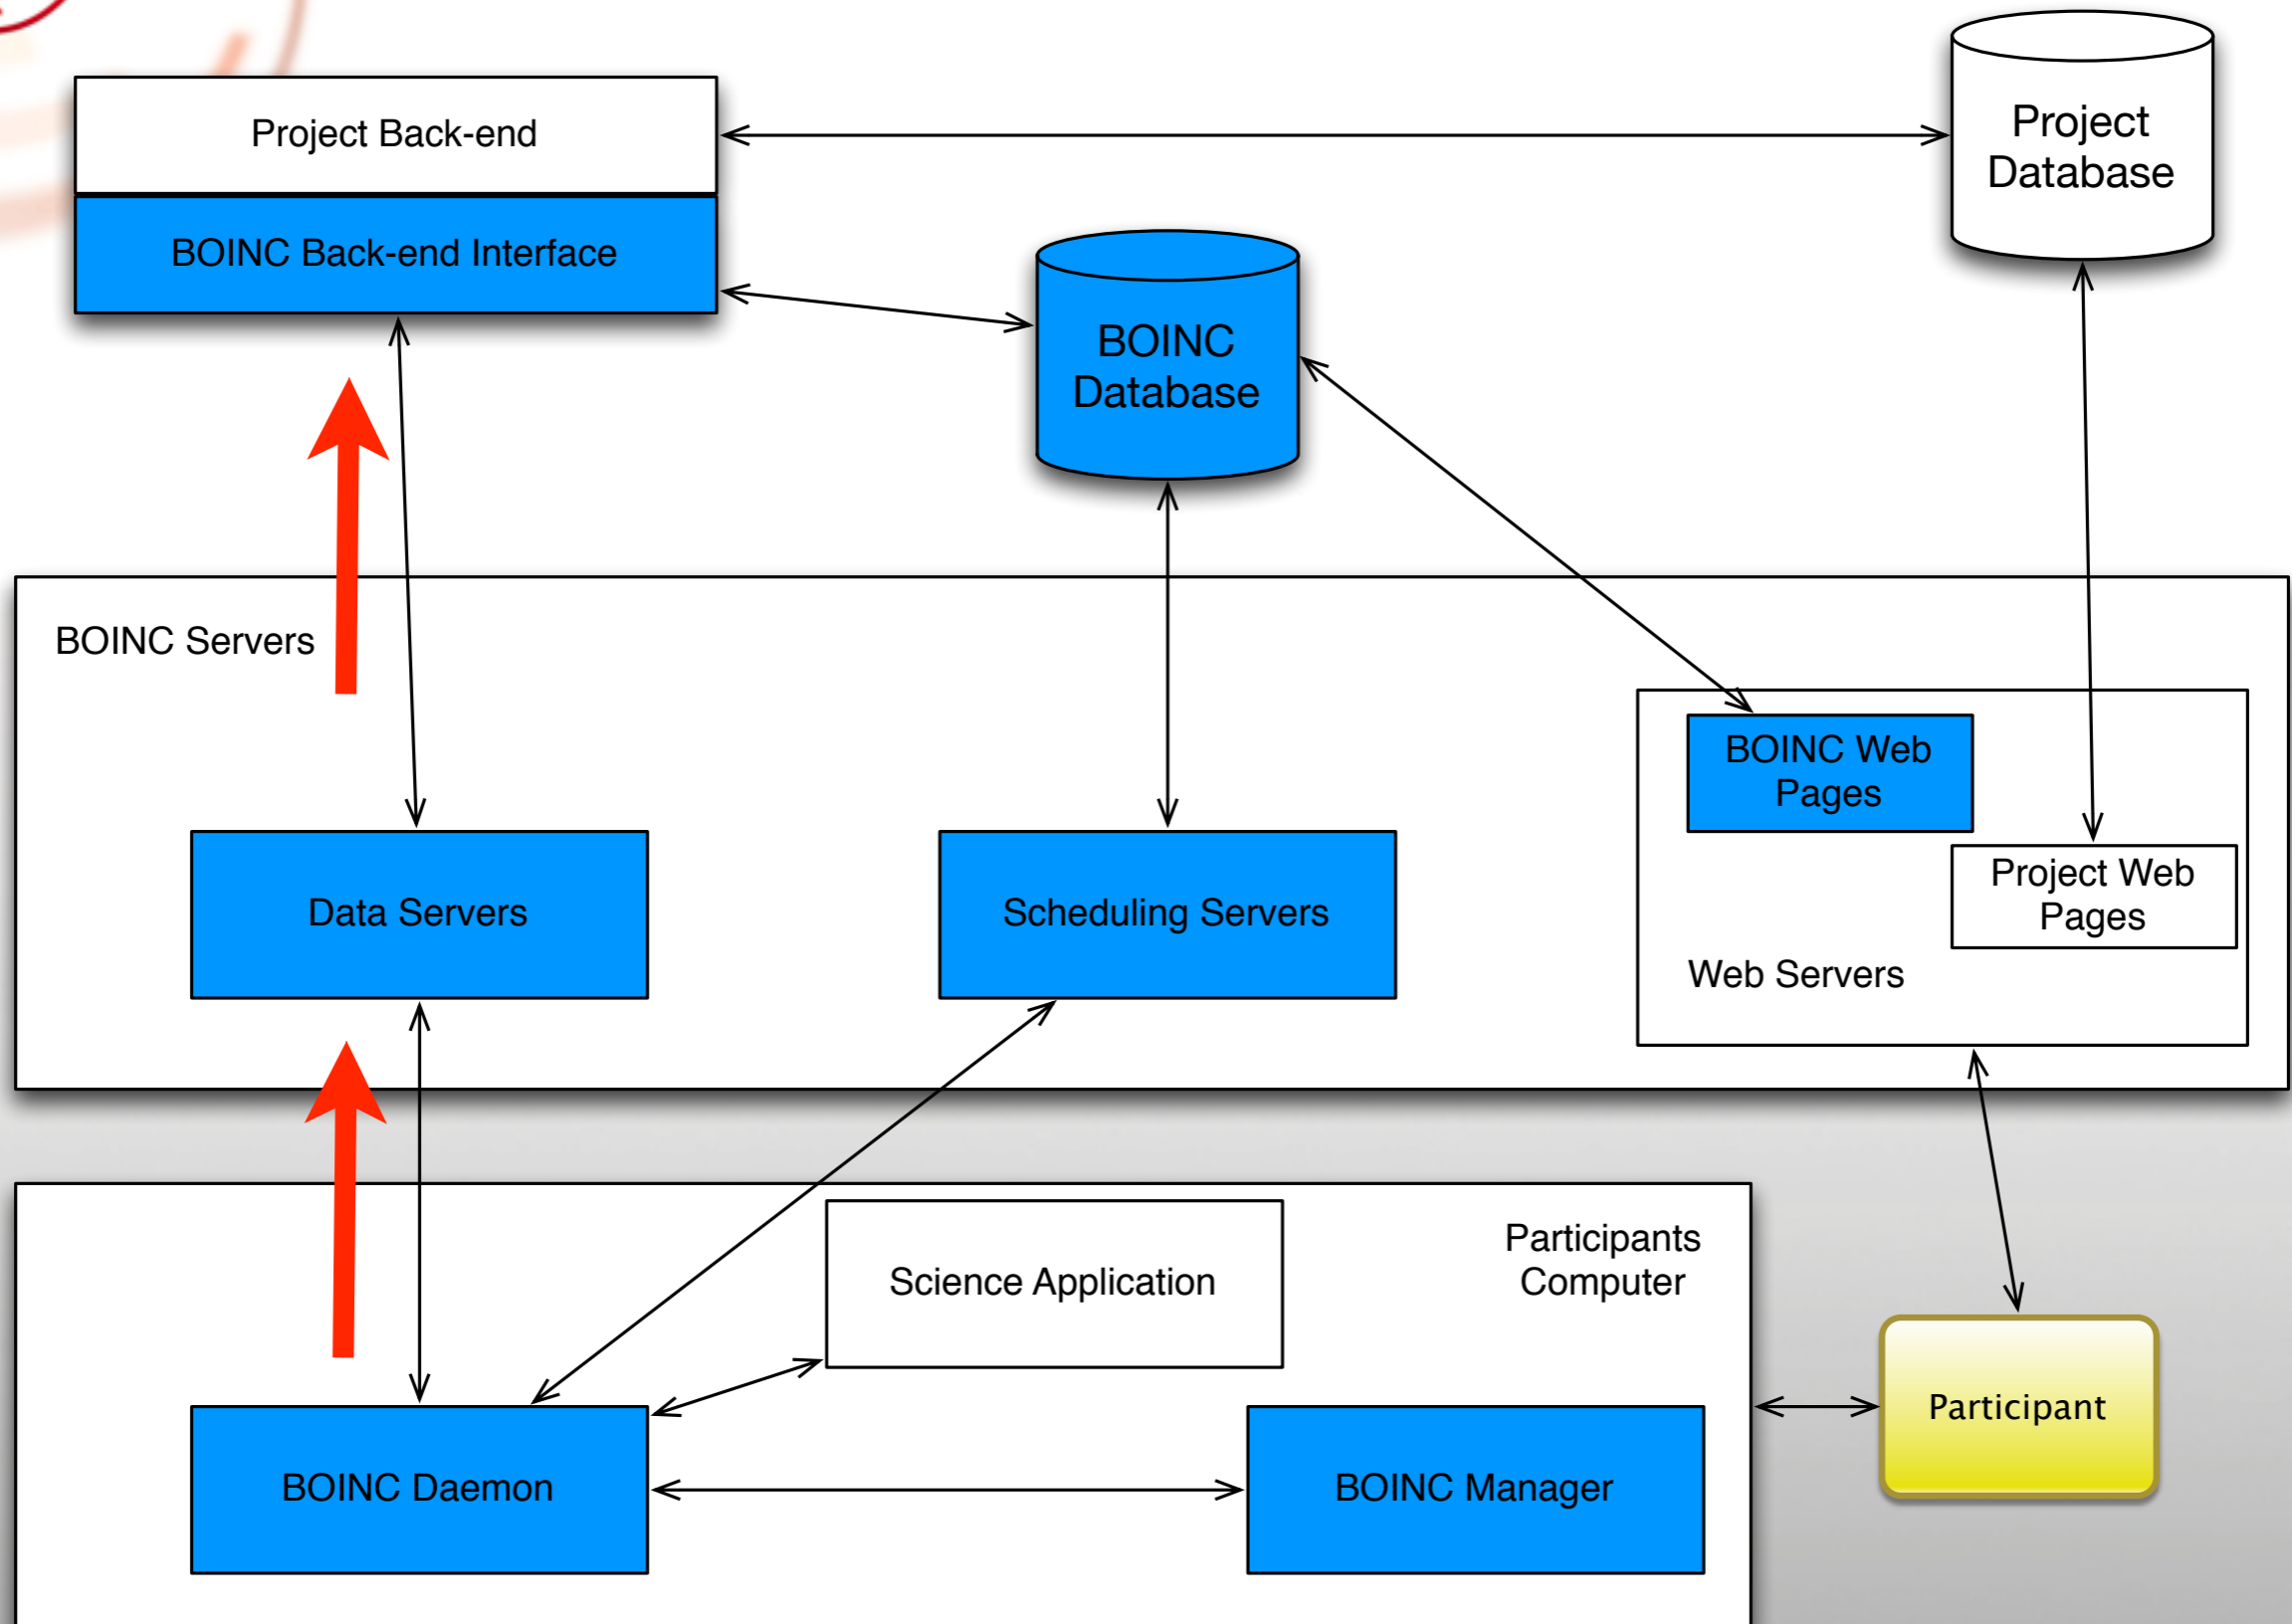 Project Back-end
Project
Database
BOINC Back-end Interface
BOINC
Database
BOINC Servers
BOINC Web
Pages
Data Servers
Scheduling Servers
Project Web
Pages
Web Servers
Participants
Computer
Science Application
Participant
BOINC Daemon
BOINC Manager